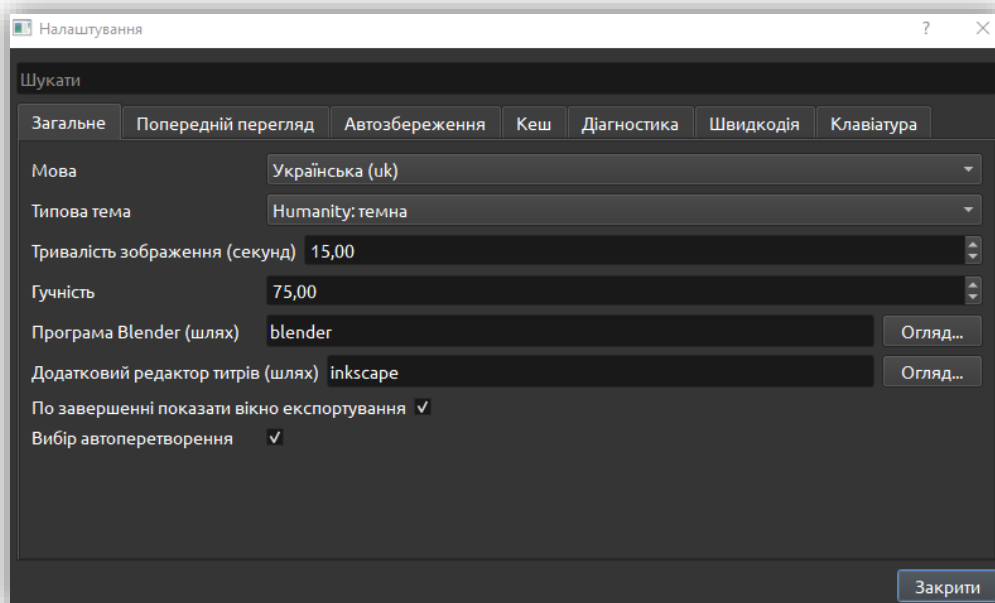 Налаштування
Шукати
Загальне Попередній перегляд Автозбереження Кеш Діагностика Швидкодія Клавіатура
Мова Українська (uk)
Типова тема Humanity: темна
Тривалість зображення (секунд) 15,00
Гучність 75,00
Програма Blender (шлях) blender Огляд...
Додатковий редактор титрів (шлях) inkscape Огляд...
По завершенні показати вікно експортування
Вибір автоперетворення
Закрити